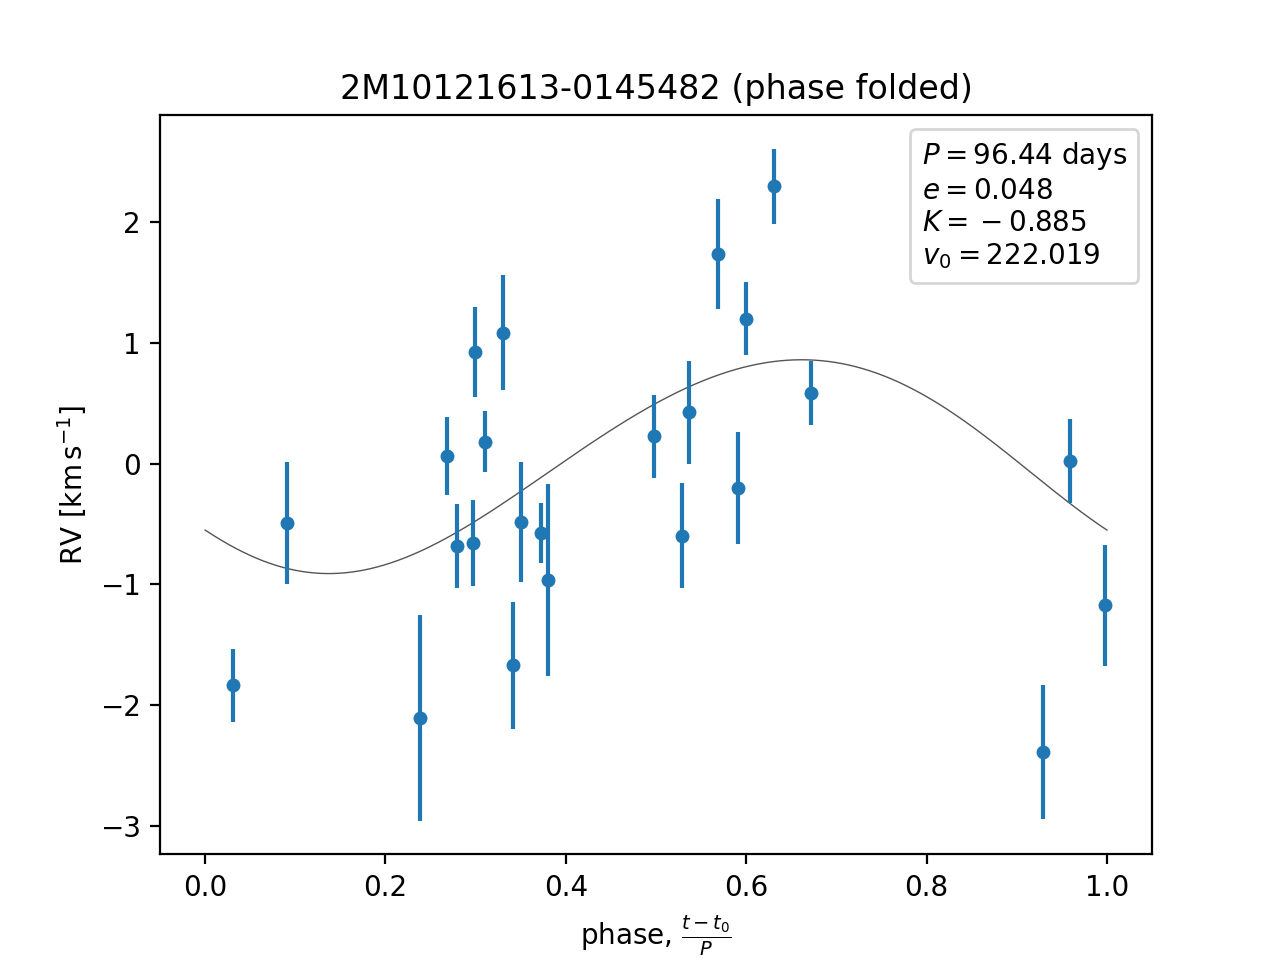 2M10121613-0145482 (phase folded)
P = 96.44 days
e = 0.048
K = −0.885
v₀ = 222.019
RV [km s⁻¹]
2
1
0
−1
−2
−3
0.0 0.2 0.4 0.6 0.8 1.0
phase, (t − t₀)/P